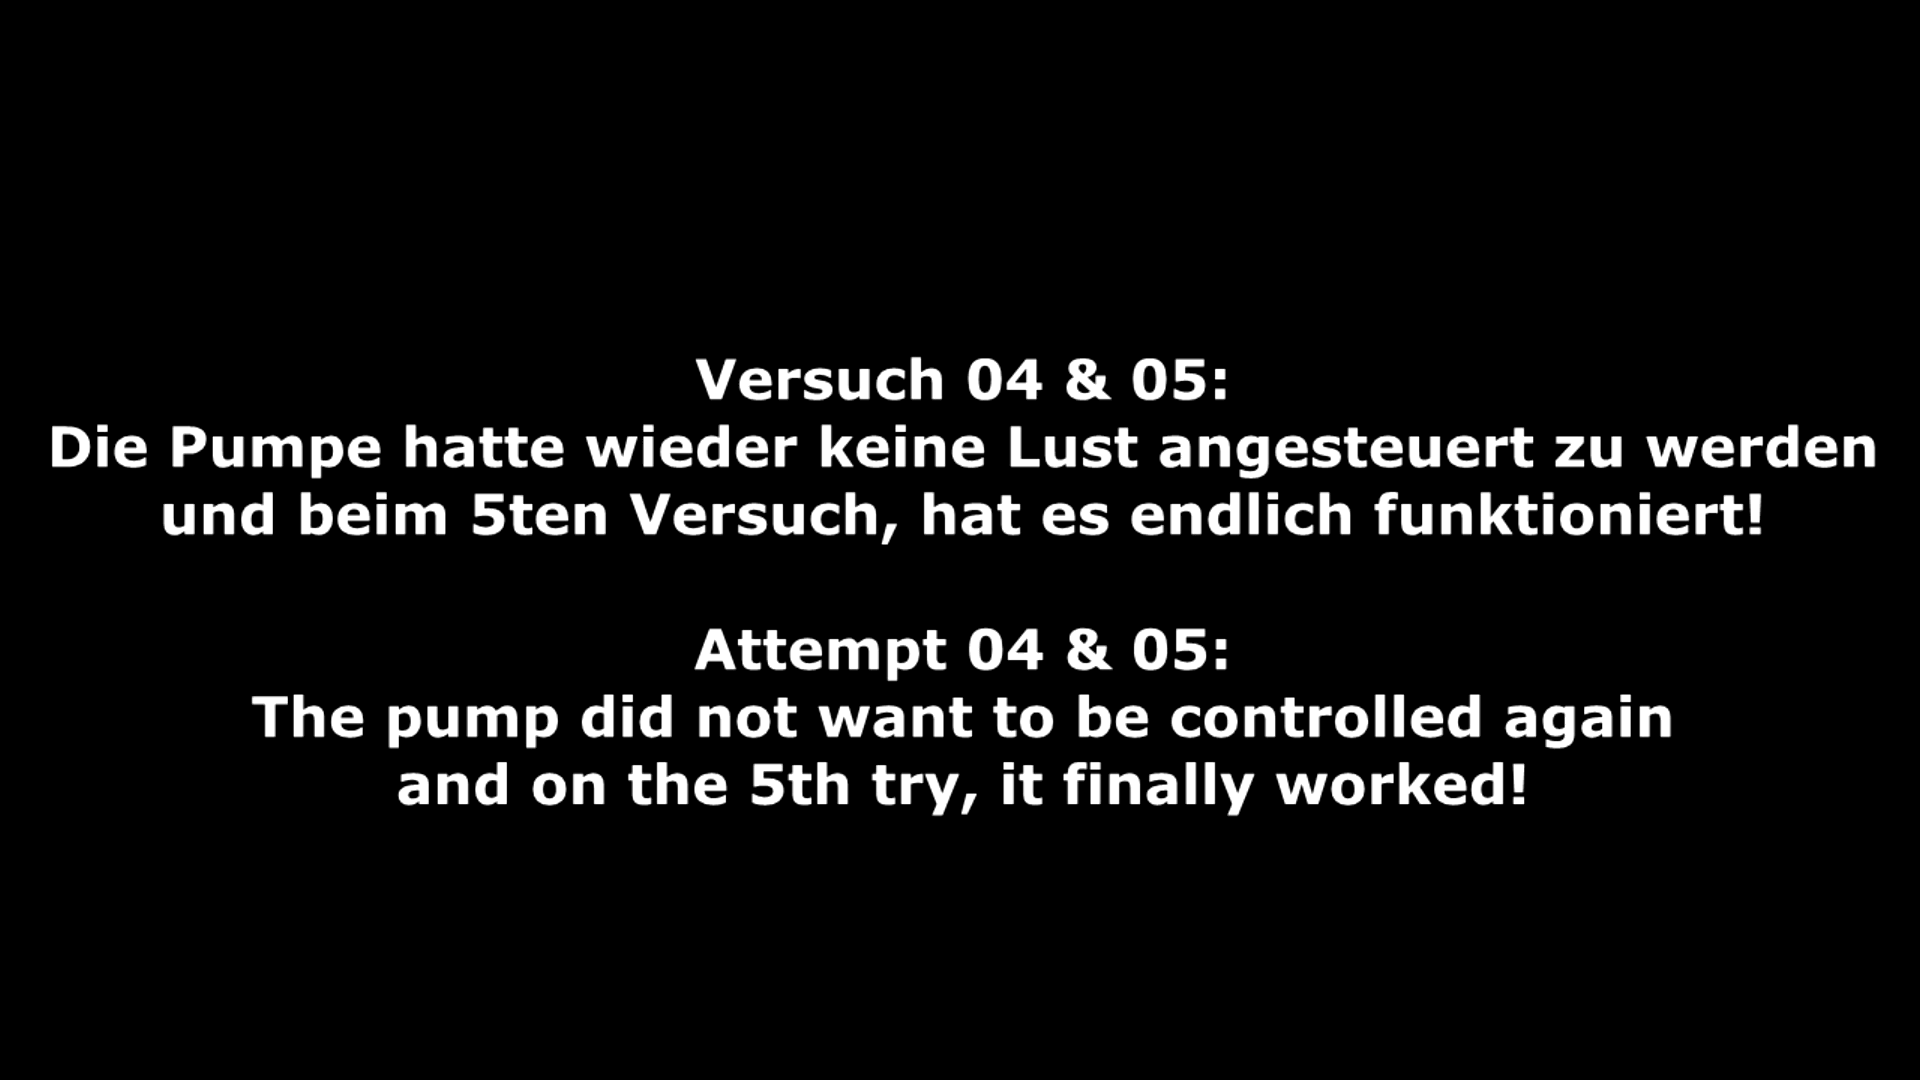 Versuch 04 & 05:
Die Pumpe hatte wieder keine Lust angesteuert zu werden
und beim 5ten Versuch, hat es endlich funktioniert!
Attempt 04 & 05:
The pump did not want to be controlled again
and on the 5th try, it finally worked!